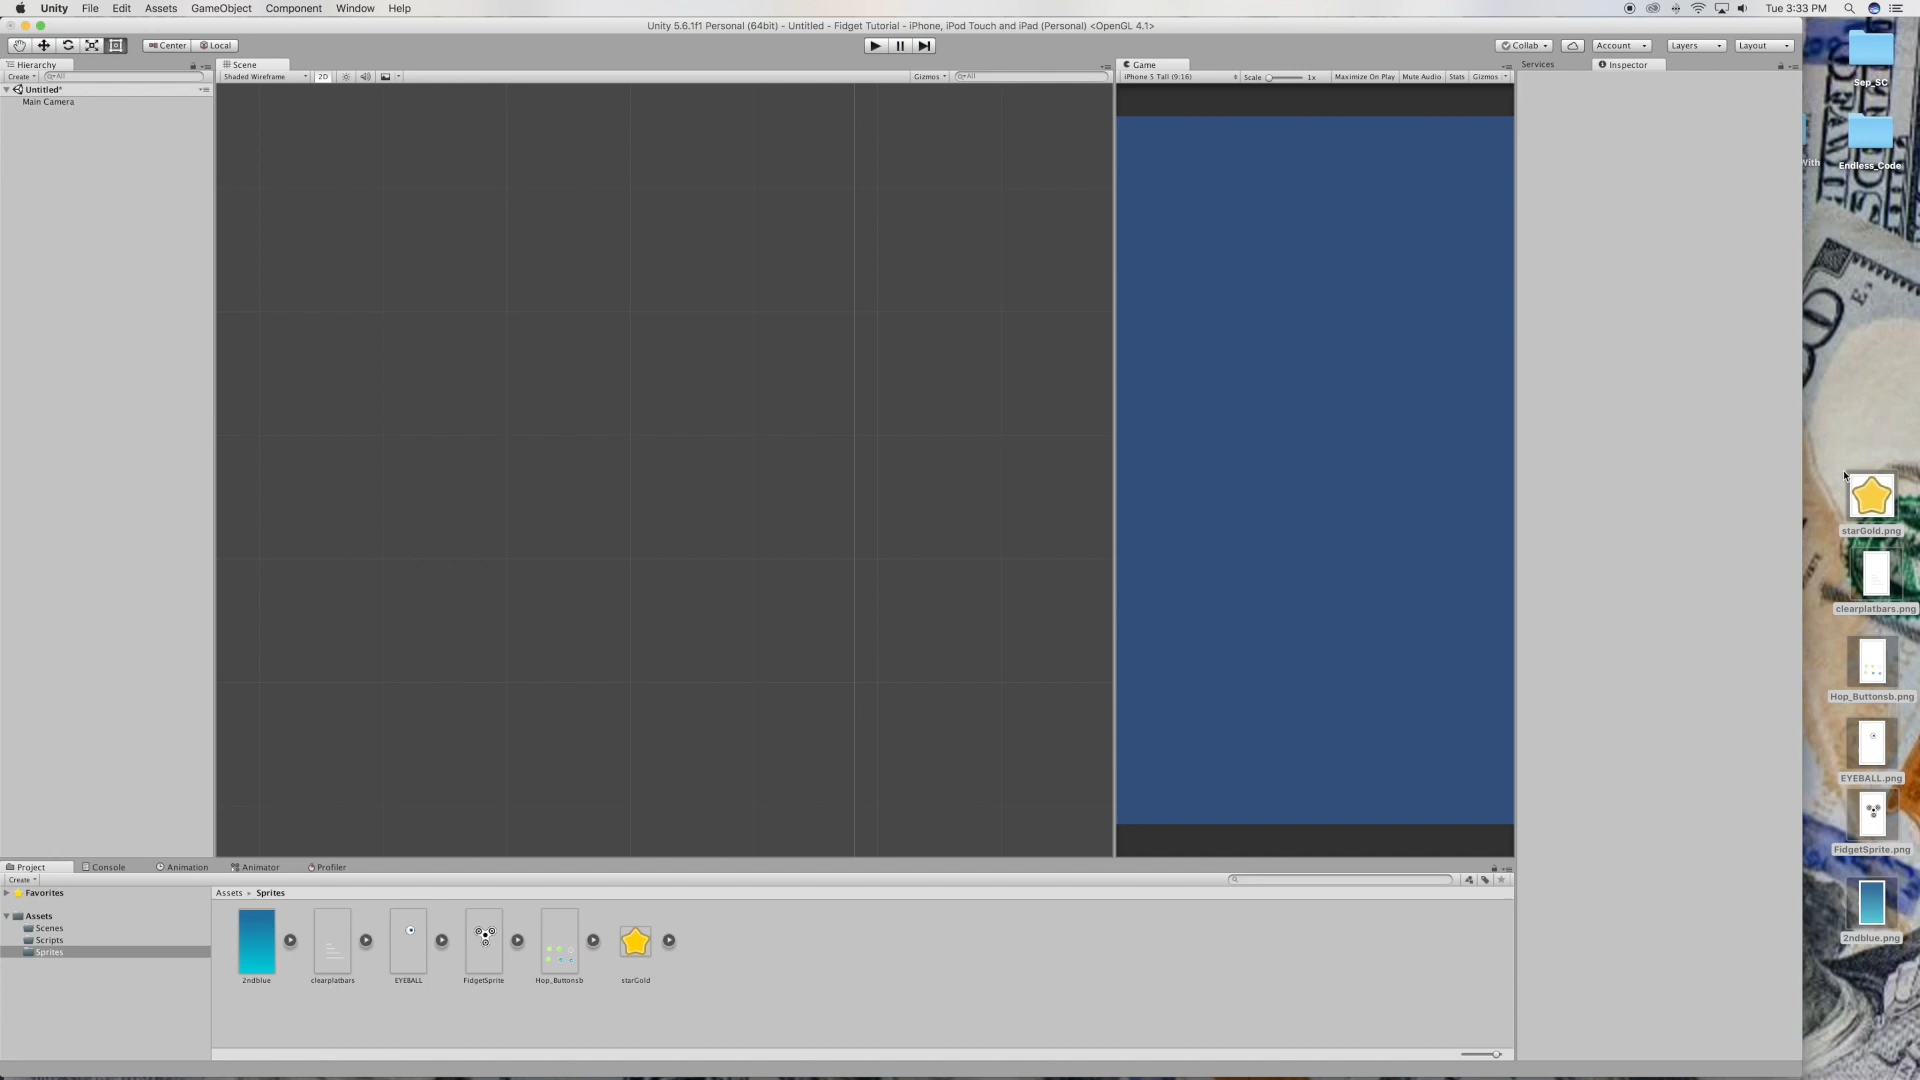 Unity File Edit Assets GameObject Component Window Help Tue 3:33 PM
Unity 5.6.1f1 Personal (64bit) - Untitled - Fidget Tutorial - iPhone, iPod Touch and iPad (Personal) <OpenGL 4.1>
Center Local Collab Account Layers Layout
Hierarchy Scene Game Services Inspector
Create All Shaded Wireframe 2D Gizmos All iPhone 5 Tall (9:16) Scale 1x Maximize On Play Mute Audio Stats Gizmos
Untitled*
Main Camera
Sep_SC
With Endless_Code
starGold.png
clearplatbars.png
Hop_Buttonsb.png
EYEBALL.png
FidgetSprite.png
2ndblue.png
Project Console Animation Animator Profiler
Create
Favorites
Assets
Scenes
Scripts
Sprites
Assets Sprites
2ndblue clearplatbars EYEBALL FidgetSprite Hop_Buttonsb starGold